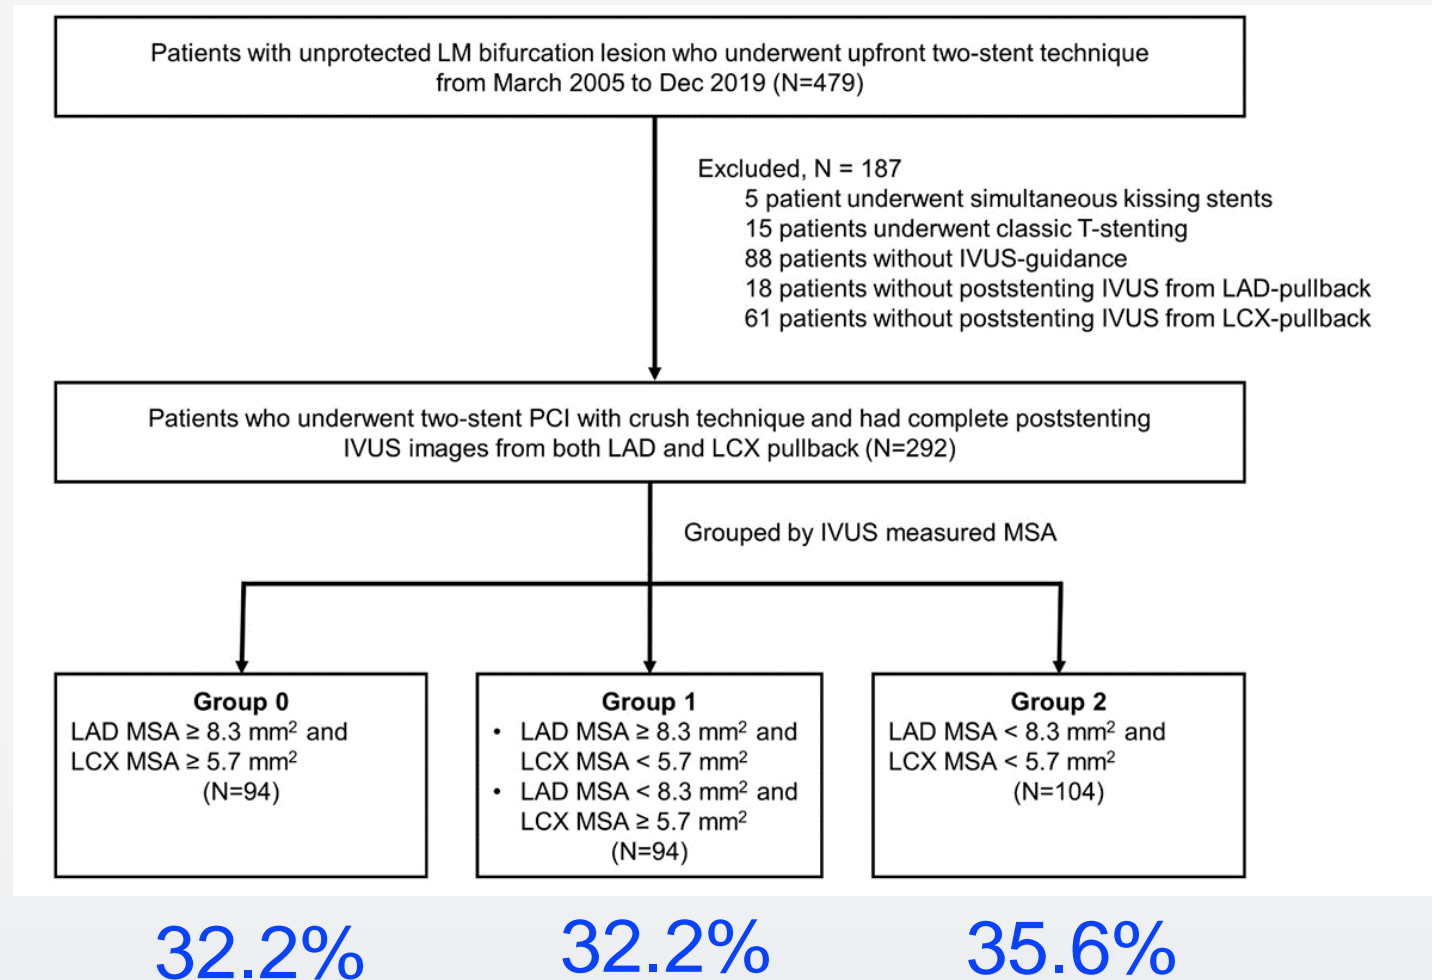 Patients with unprotected LM bifurcation lesion who underwent upfront two-stent technique
from March 2005 to Dec 2019 (N=479)
Excluded, N = 187
5 patient underwent simultaneous kissing stents
15 patients underwent classic T-stenting
88 patients without IVUS-guidance
18 patients without poststenting IVUS from LAD-pullback
61 patients without poststenting IVUS from LCX-pullback
Patients who underwent two-stent PCI with crush technique and had complete poststenting
IVUS images from both LAD and LCX pullback (N=292)
Grouped by IVUS measured MSA
Group 0
LAD MSA ≥ 8.3 mm² and
LCX MSA ≥ 5.7 mm²
(N=94)
Group 1
• LAD MSA ≥ 8.3 mm² and
LCX MSA < 5.7 mm²
• LAD MSA < 8.3 mm² and
LCX MSA ≥ 5.7 mm²
(N=94)
Group 2
LAD MSA < 8.3 mm² and
LCX MSA < 5.7 mm²
(N=104)
32.2%
32.2%
35.6%